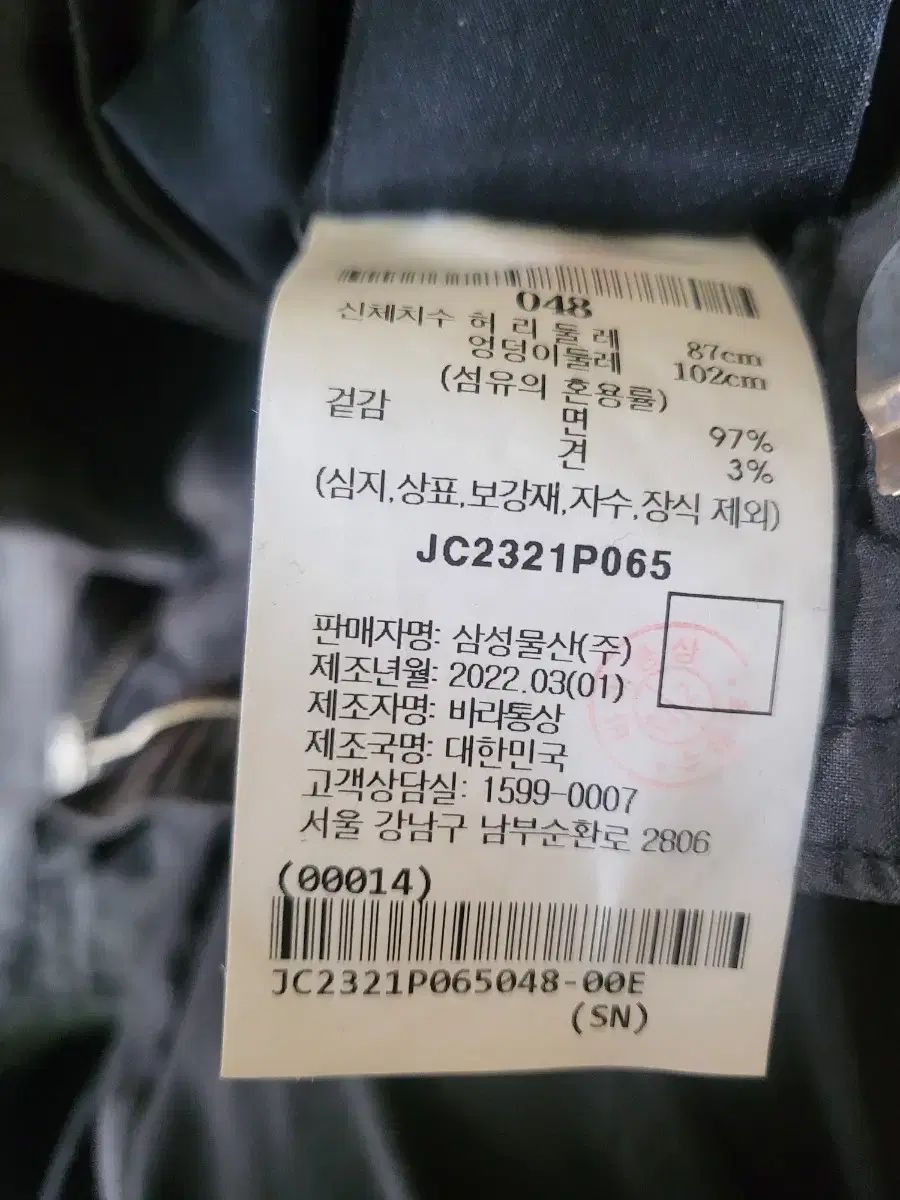 048
신체치수 허 리 둘 레 87cm
엉덩이둘레 102cm
(섬유의 혼용률)
겉감 면 97%
견 3%
(심지,상표,보강재,자수,장식 제외)
JC2321P065
판매자명: 삼성물산(주)
제조년월: 2022.03(01)
제조자명: 바라통상
제조국명: 대한민국
고객상담실: 1599-0007
서울 강남구 남부순환로 2806
(00014)
JC2321P065048-00E
(SN)